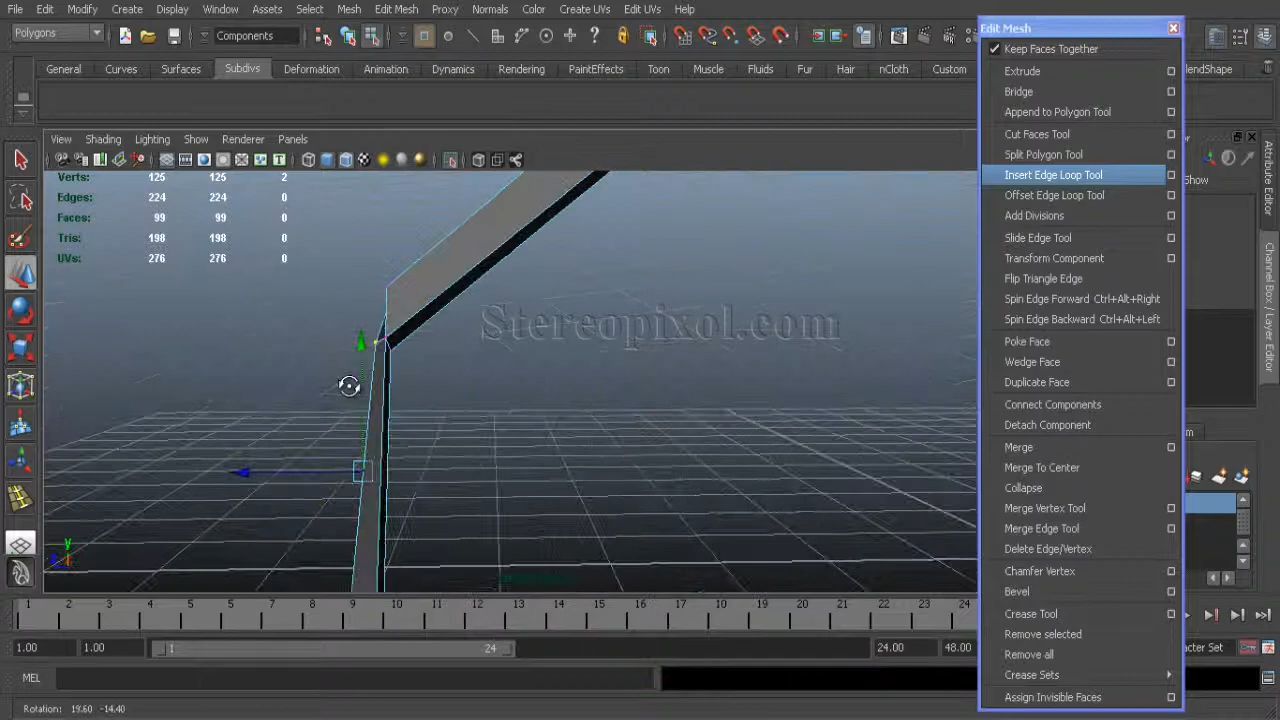 File Edit Modify Create Display Window Assets Select Mesh Edit Mesh Proxy Normals Color Create UVs Edit UVs Help
Edit Mesh
Polygons Components
General Curves Surfaces Subdivs Deformation Animation Dynamics Rendering PaintEffects Toon Muscle Fluids Fur Hair nCloth Custom
View Shading Lighting Show Renderer Panels
Verts: 125 125 2
Edges: 224 224 0
Faces: 99 99 0
Tris: 198 198 0
UVs: 276 276 0
Stereopixol.com
y
Keep Faces Together
Extrude
Bridge
Append to Polygon Tool
Cut Faces Tool
Split Polygon Tool
Insert Edge Loop Tool
Offset Edge Loop Tool
Add Divisions
Slide Edge Tool
Transform Component
Flip Triangle Edge
Spin Edge Forward Ctrl+Alt+Right
Spin Edge Backward Ctrl+Alt+Left
Poke Face
Wedge Face
Duplicate Face
Connect Components
Detach Component
Merge
Merge To Center
Collapse
Merge Vertex Tool
Merge Edge Tool
Delete Edge/Vertex
Chamfer Vertex
Bevel
Crease Tool
Remove selected
Remove all
Crease Sets
Assign Invisible Faces
Attribute Editor
Channel Box / Layer Editor
1 2 3 4 5 6 7 8 9 10 11 12 13 14 15 16 17 18 19 20 21 22 23 24
1.00 1.00 1 24 24.00 48.00
MEL
Rotation: 19.60 -14.40